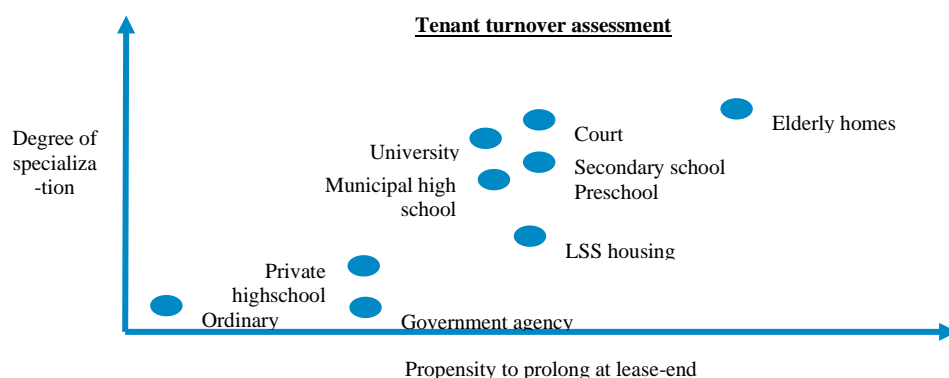 Tenant turnover assessment
Degree of
specializa
-tion
Elderly homes
Court
University
Secondary school
Preschool
Municipal high
school
LSS housing
Private
highschool
Ordinary
Government agency
Propensity to prolong at lease-end